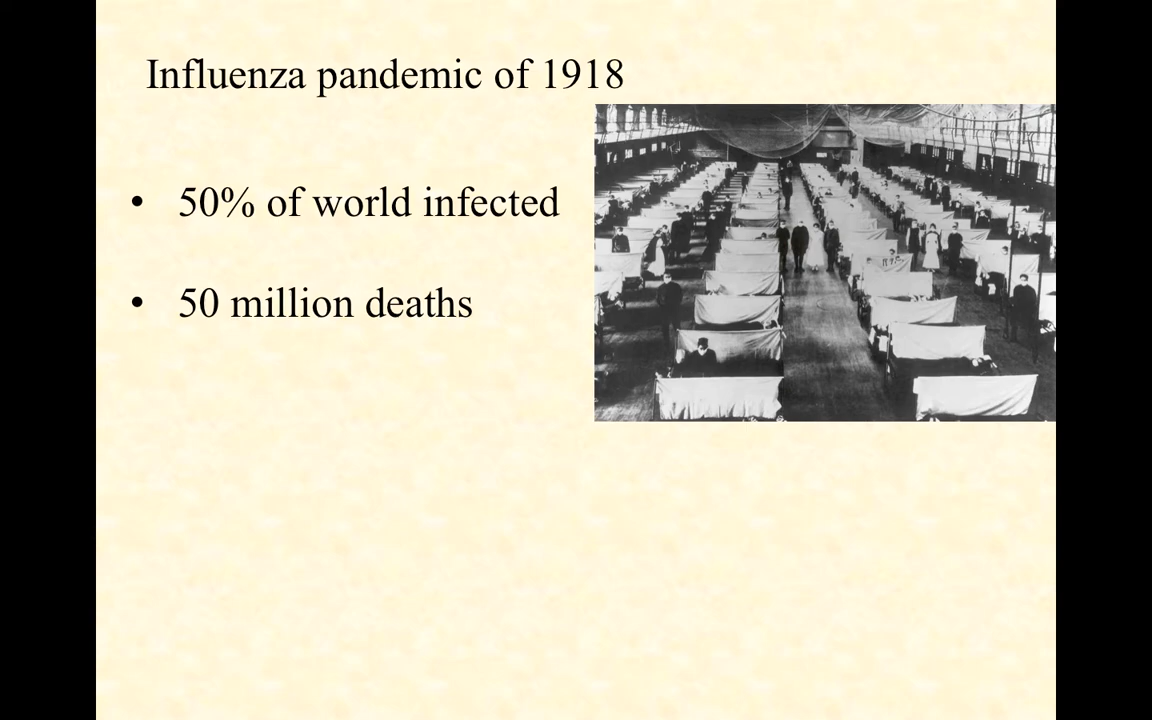 Influenza pandemic of 1918
• 50% of world infected
• 50 million deaths